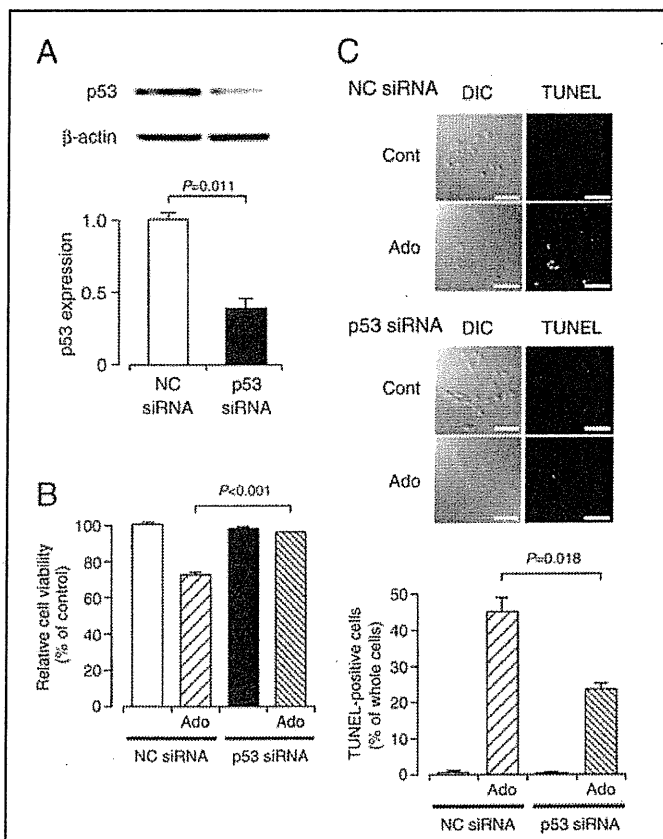 A
p53
β-actin
P=0.011
1.0
0.5
0
p53 expression
NC
siRNA
p53
siRNA
B
P<0.001
100
80
60
40
20
0
Relative cell viability
(% of control)
Ado
Ado
NC siRNA
p53 siRNA
C
NC siRNA
DIC
TUNEL
Cont
Ado
p53 siRNA
DIC
TUNEL
Cont
Ado
P=0.018
50
40
30
20
10
0
TUNEL-positive cells
(% of whole cells)
Ado
Ado
NC siRNA
p53 siRNA